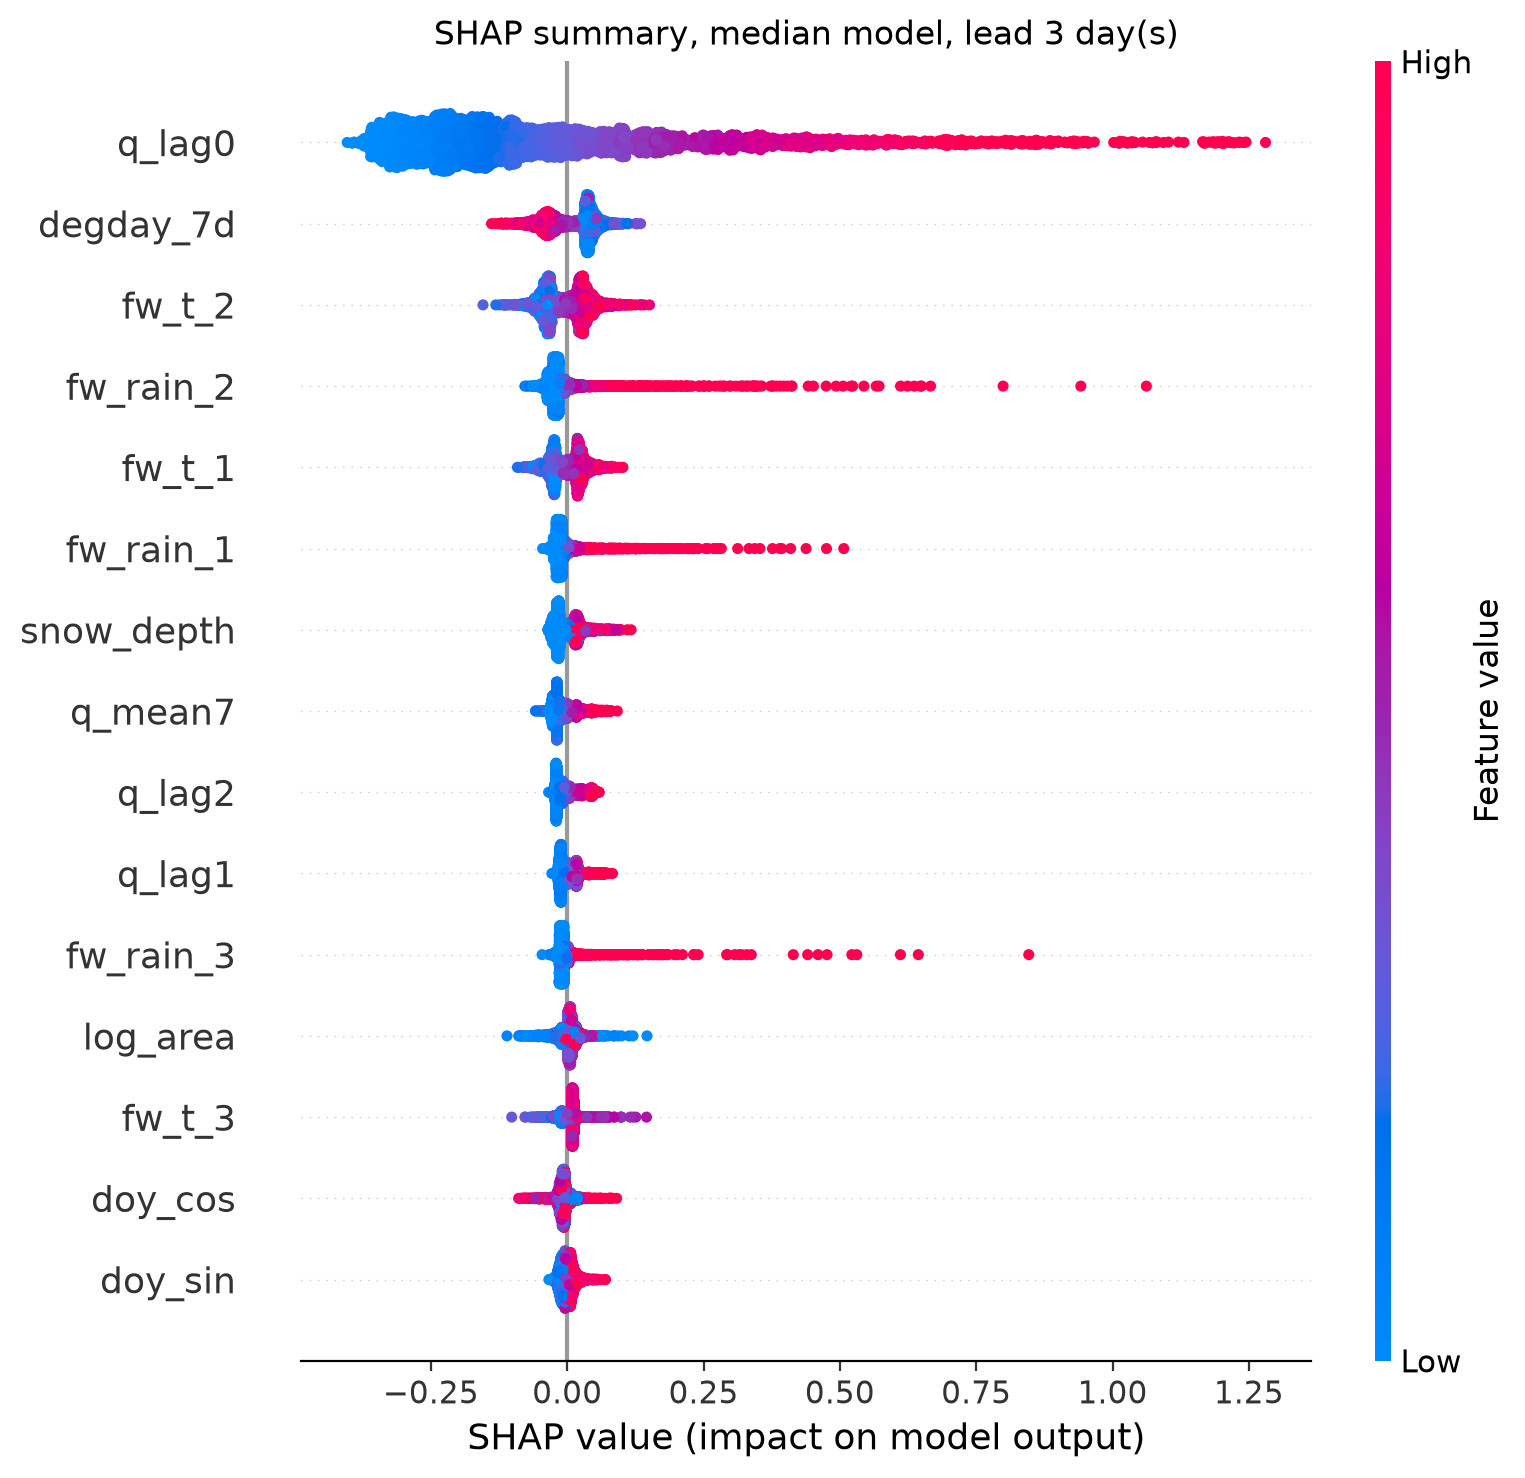 SHAP summary, median model, lead 3 day(s)
High
q_lag0
degday_7d
fw_t_2
fw_rain_2
fw_t_1
fw_rain_1
snow_depth
q_mean7
q_lag2
q_lag1
fw_rain_3
log_area
fw_t_3
doy_cos
doy_sin
Feature value
Low
−0.25 0.00 0.25 0.50 0.75 1.00 1.25
SHAP value (impact on model output)